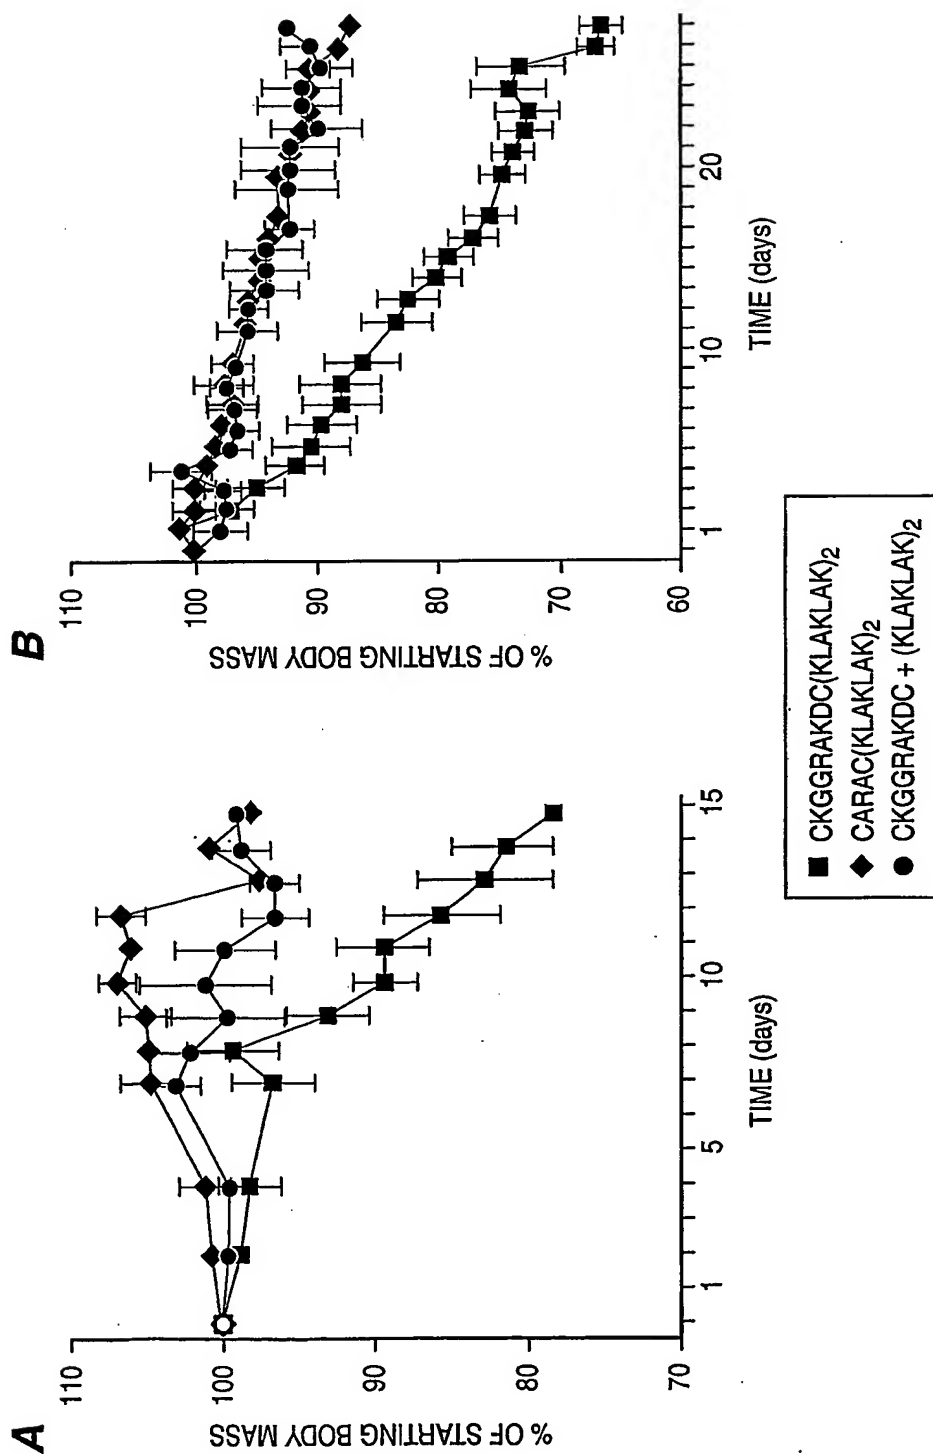 A
% OF STARTING BODY MASS
110
100
90
80
70
1
5
10
15
TIME (days)
B
% OF STARTING BODY MASS
110
100
90
80
70
60
1
10
20
TIME (days)
CKGGRAKDC(KLAKLAK)2
CARAC(KLAKLAK)2
CKGGRAKDC + (KLAKLAK)2